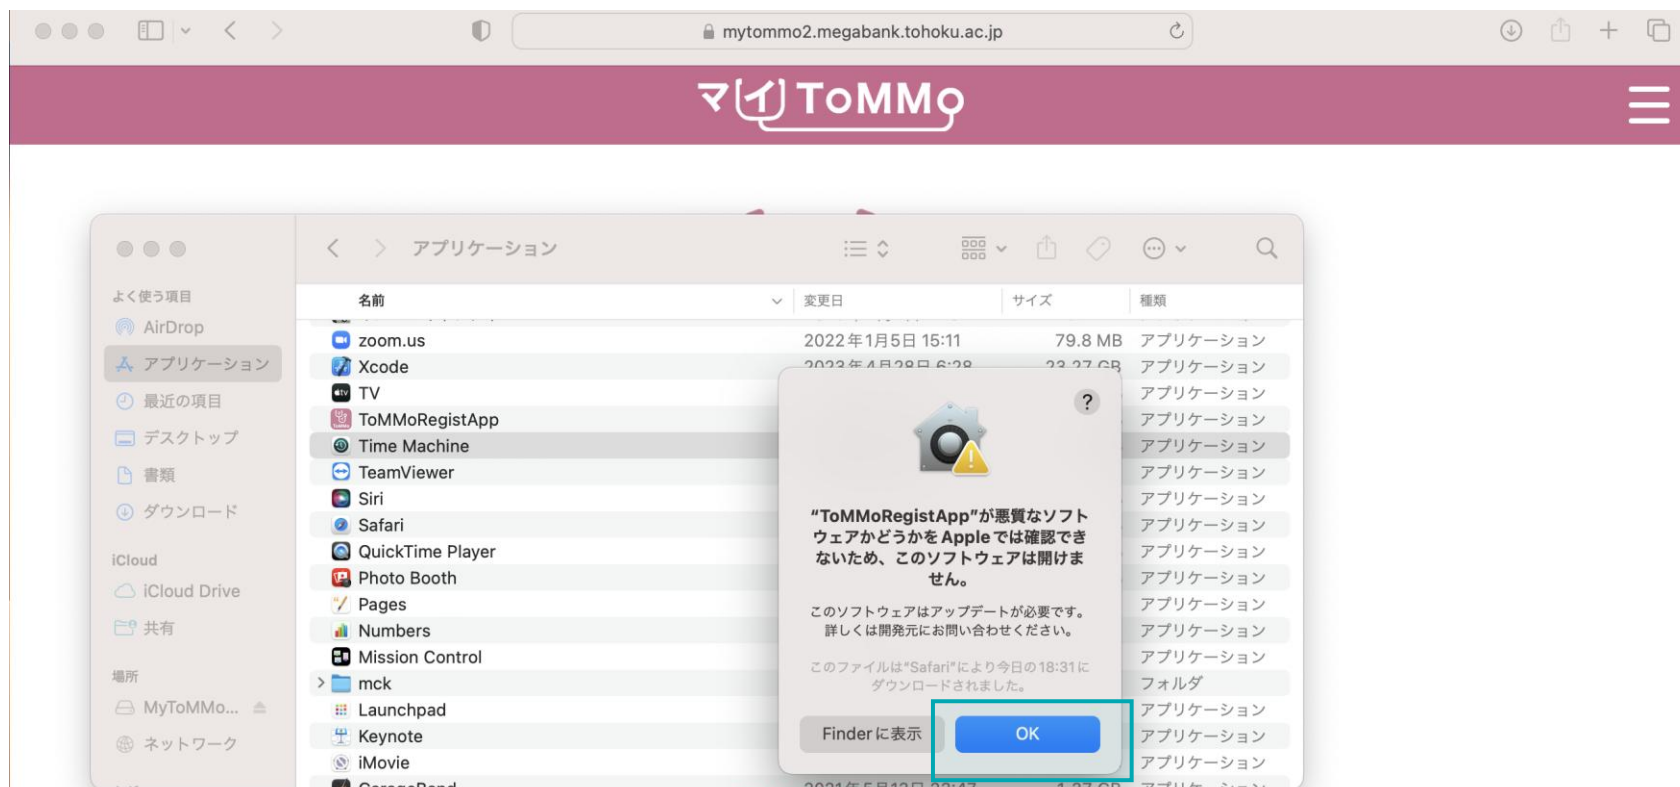 mytommo2.megabank.tohoku.ac.jp
マイ ToMMo
アプリケーション
よく使う項目
AirDrop
アプリケーション
最近の項目
デスクトップ
書類
ダウンロード
iCloud
iCloud Drive
共有
場所
MyToMMo...
ネットワーク
名前 変更日 サイズ 種類
zoom.us 2022年1月5日 15:11 79.8 MB アプリケーション
Xcode 2023年4月28日 6:28 23.27 GB アプリケーション
TV アプリケーション
ToMMoRegistApp アプリケーション
Time Machine アプリケーション
TeamViewer アプリケーション
Siri アプリケーション
Safari アプリケーション
QuickTime Player アプリケーション
Photo Booth アプリケーション
Pages アプリケーション
Numbers アプリケーション
Mission Control アプリケーション
mck フォルダ
Launchpad アプリケーション
Keynote アプリケーション
iMovie アプリケーション
GarageBand
?
“ToMMoRegistApp”が悪質なソフト
ウェアかどうかをAppleでは確認でき
ないため、このソフトウェアは開けま
せん。
このソフトウェアはアップデートが必要です。
詳しくは開発元にお問い合わせください。
このファイルは“Safari”により今日の18:31に
ダウンロードされました。
Finderに表示
OK